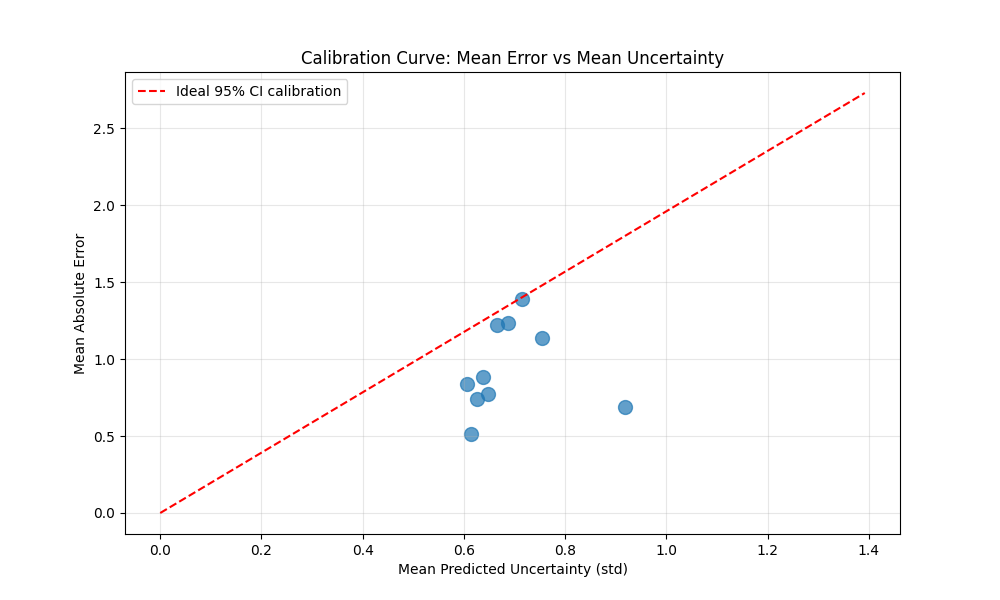 Calibration Curve: Mean Error vs Mean Uncertainty
Ideal 95% CI calibration
Mean Absolute Error
2.5
2.0
1.5
1.0
0.5
0.0
0.0 0.2 0.4 0.6 0.8 1.0 1.2 1.4
Mean Predicted Uncertainty (std)